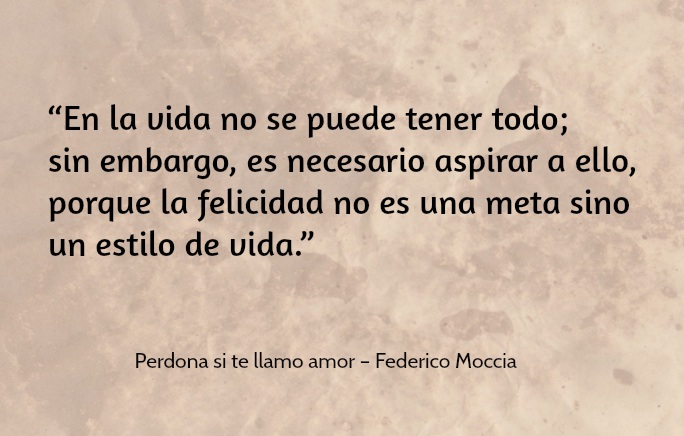 “En la vida no se puede tener todo;
sin embargo, es necesario aspirar a ello,
porque la felicidad no es una meta sino
un estilo de vida.”
Perdona si te llamo amor – Federico Moccia